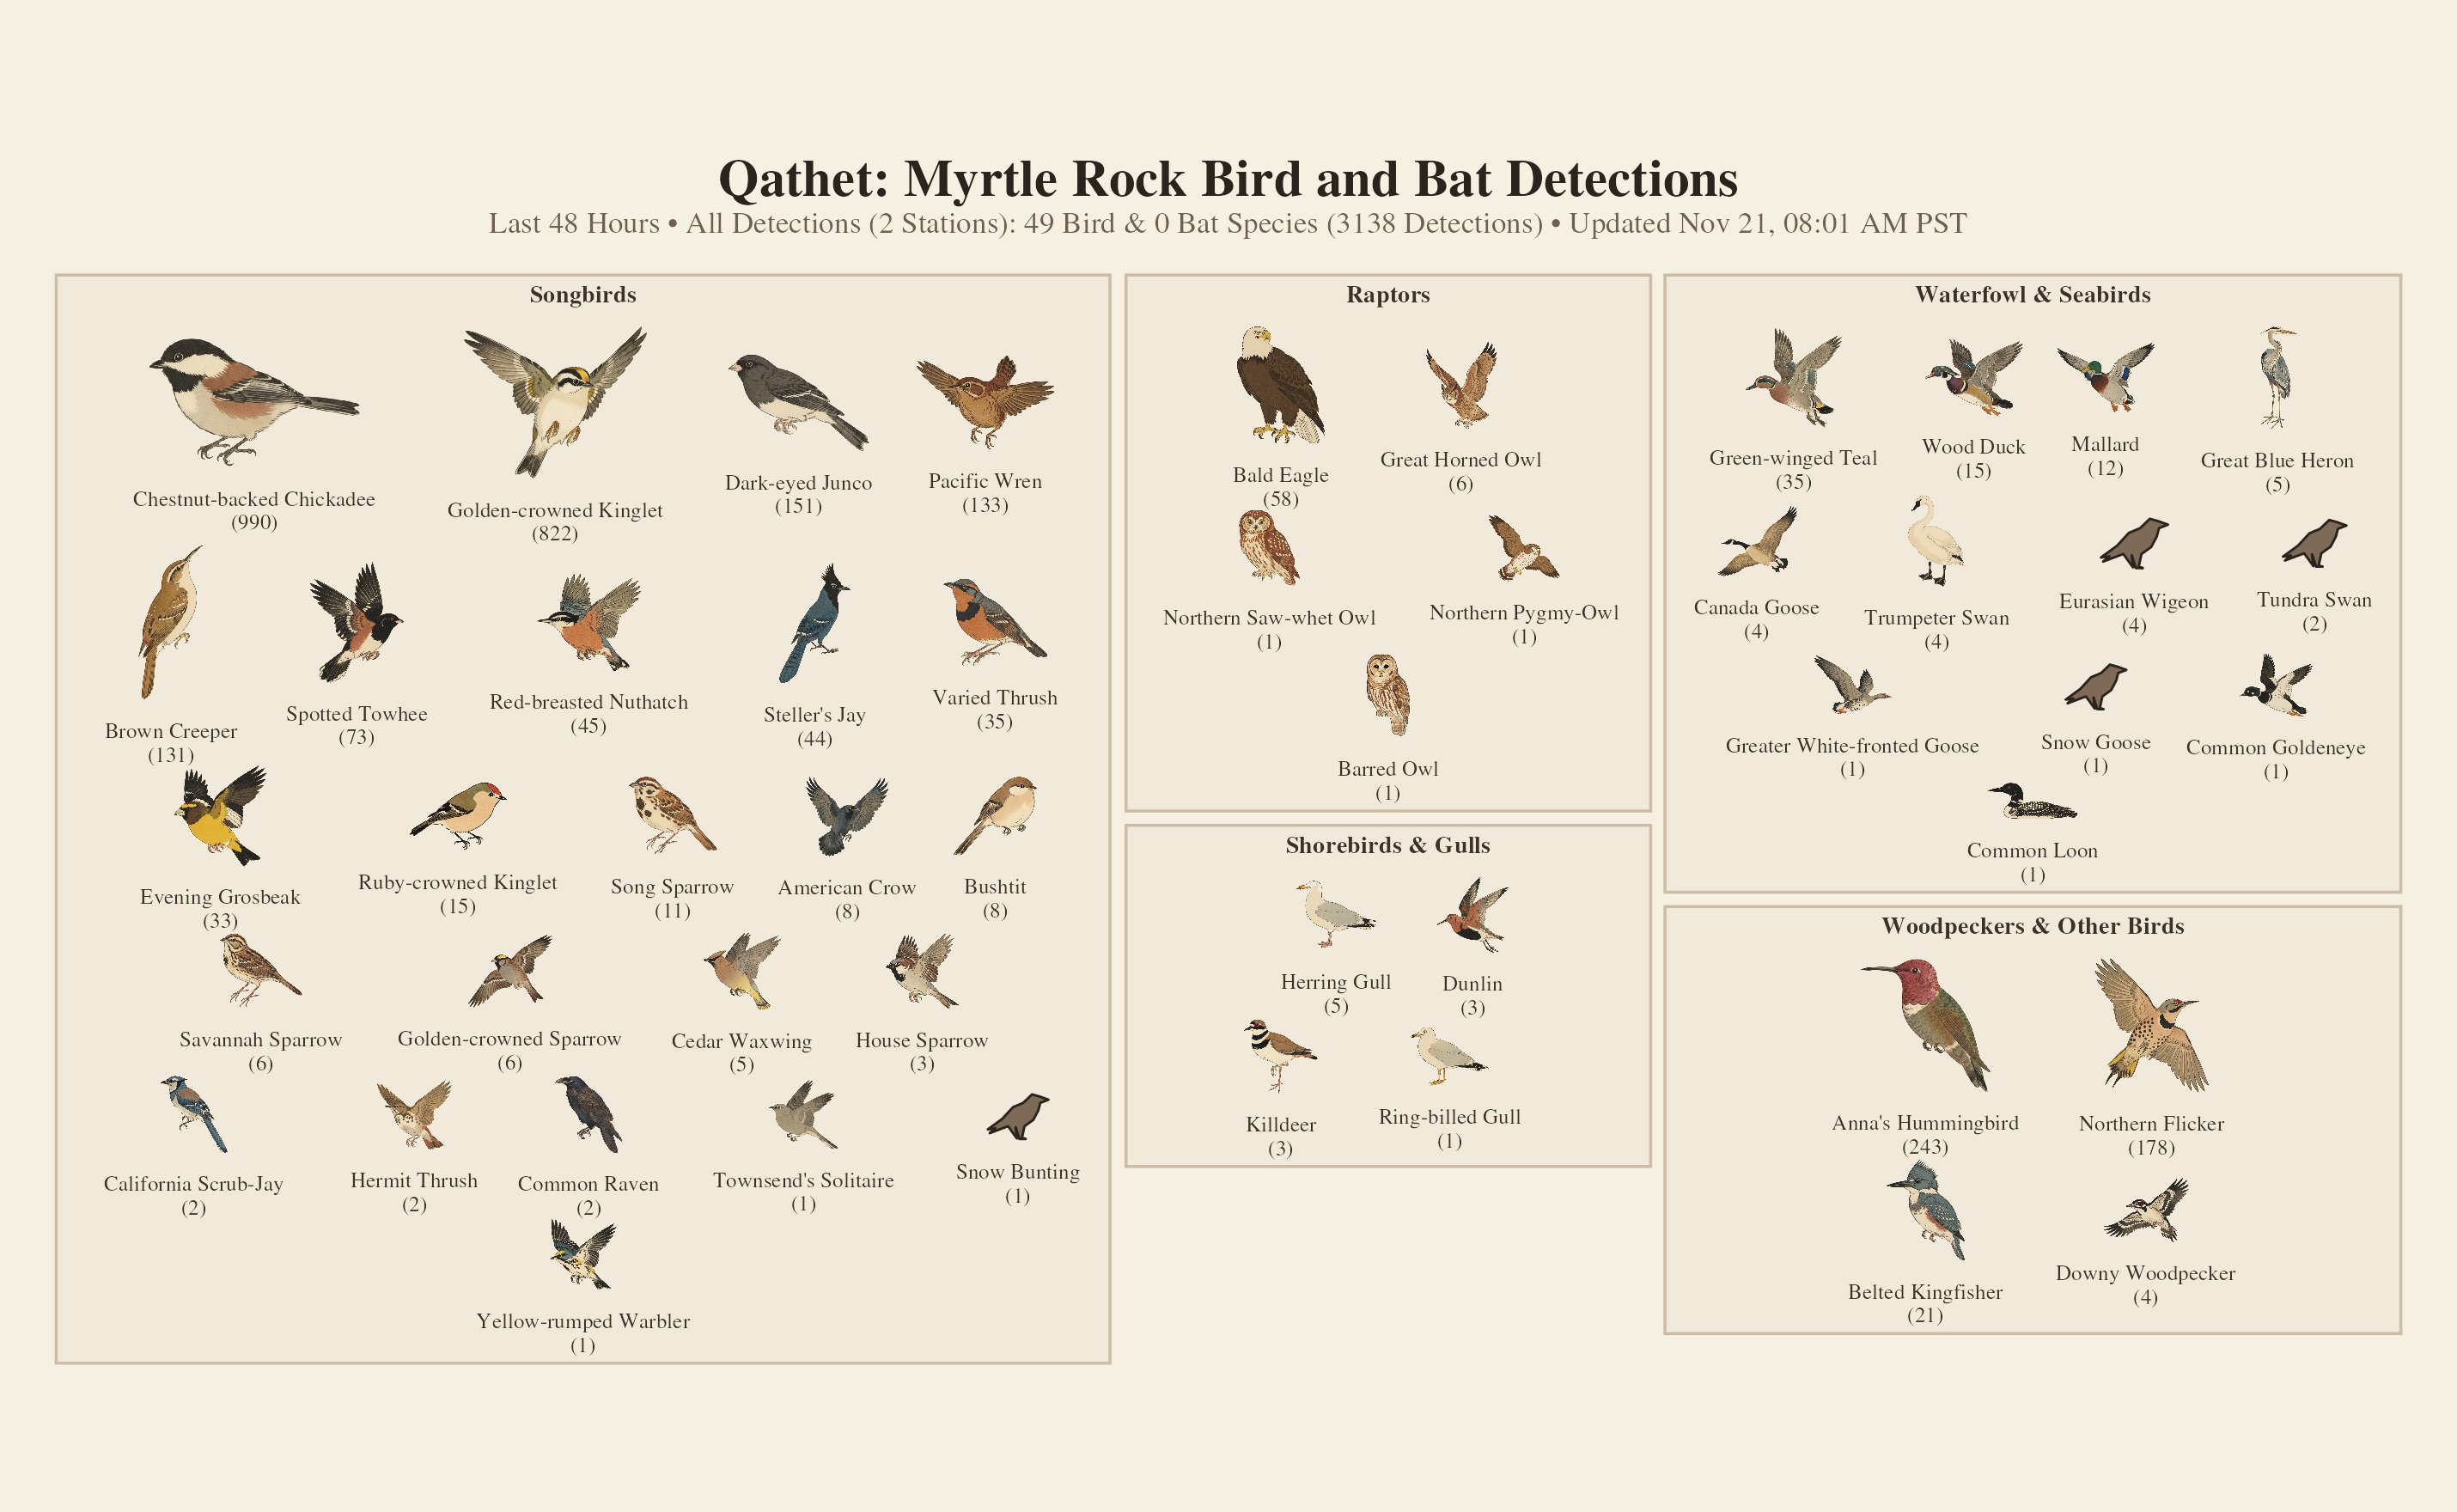 Qathet: Myrtle Rock Bird and Bat Detections
Last 48 Hours • All Detections (2 Stations): 49 Bird & 0 Bat Species (3138 Detections) • Updated Nov 21, 08:01 AM PST
Songbirds
Chestnut-backed Chickadee
(990)
Golden-crowned Kinglet
(822)
Dark-eyed Junco
(151)
Pacific Wren
(133)
Brown Creeper
(131)
Spotted Towhee
(73)
Red-breasted Nuthatch
(45)
Steller's Jay
(44)
Varied Thrush
(35)
Evening Grosbeak
(33)
Ruby-crowned Kinglet
(15)
Song Sparrow
(11)
American Crow
(8)
Bushtit
(8)
Savannah Sparrow
(6)
Golden-crowned Sparrow
(6)
Cedar Waxwing
(5)
House Sparrow
(3)
California Scrub-Jay
(2)
Hermit Thrush
(2)
Common Raven
(2)
Townsend's Solitaire
(1)
Snow Bunting
(1)
Yellow-rumped Warbler
(1)
Raptors
Bald Eagle
(58)
Great Horned Owl
(6)
Northern Saw-whet Owl
(1)
Northern Pygmy-Owl
(1)
Barred Owl
(1)
Shorebirds & Gulls
Herring Gull
(5)
Dunlin
(3)
Killdeer
(3)
Ring-billed Gull
(1)
Waterfowl & Seabirds
Green-winged Teal
(35)
Wood Duck
(15)
Mallard
(12)
Great Blue Heron
(5)
Canada Goose
(4)
Trumpeter Swan
(4)
Eurasian Wigeon
(4)
Tundra Swan
(2)
Greater White-fronted Goose
(1)
Snow Goose
(1)
Common Goldeneye
(1)
Common Loon
(1)
Woodpeckers & Other Birds
Anna's Hummingbird
(243)
Northern Flicker
(178)
Belted Kingfisher
(21)
Downy Woodpecker
(4)